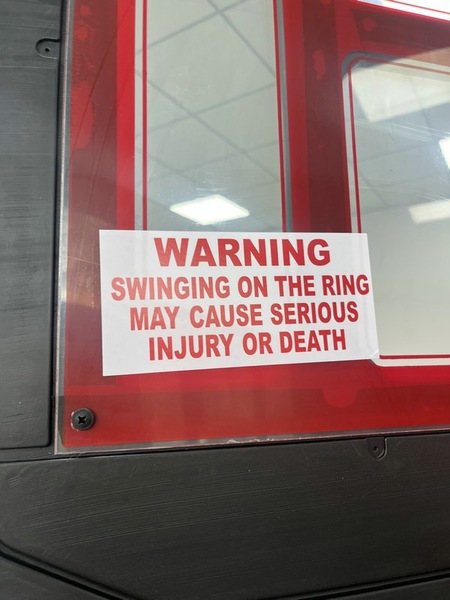 WARNING
SWINGING ON THE RING
MAY CAUSE SERIOUS
INJURY OR DEATH